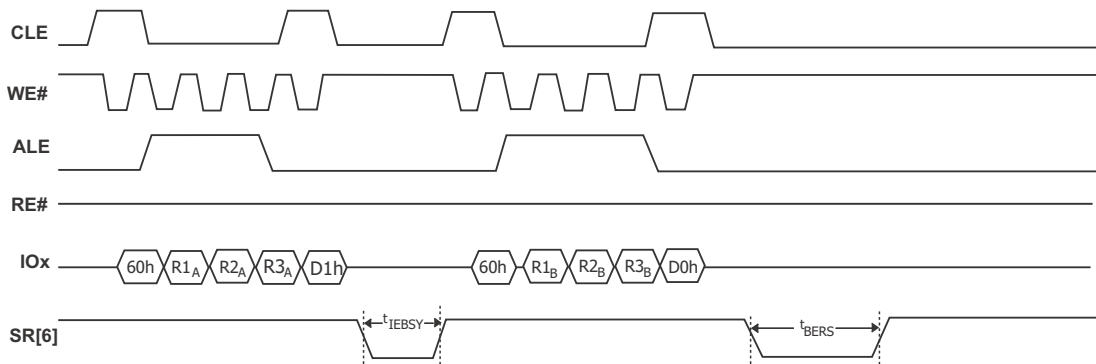 CLE
WE#
ALE
RE#
IOx 60h R1A R2A R3A D1h 60h R1B R2B R3B D0h
SR[6] tIEBSY tBERS